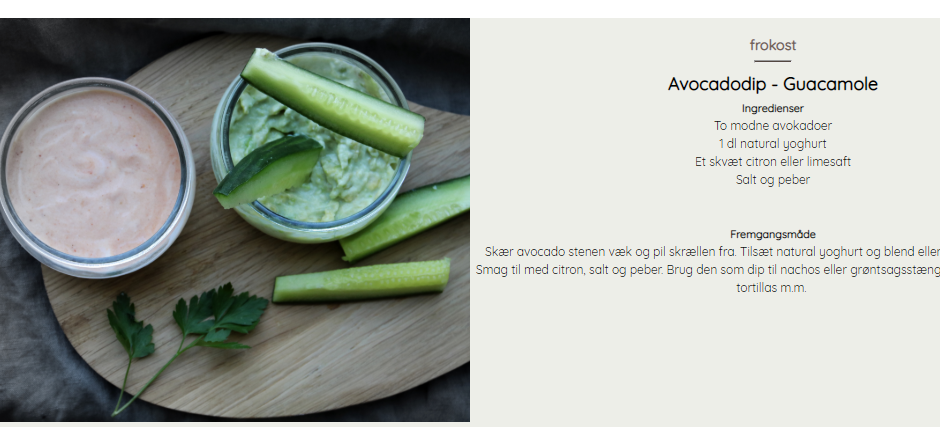 frokost
Avocadodip - Guacamole
Ingredienser
To modne avokadoer
1 dl natural yoghurt
Et skvæt citron eller limesaft
Salt og peber
Fremgangsmåde
Skær avocado stenen væk og pil skrællen fra. Tilsæt natural yoghurt og blend eller
Smag til med citron, salt og peber. Brug den som dip til nachos eller grøntsagsstæng
tortillas m.m.